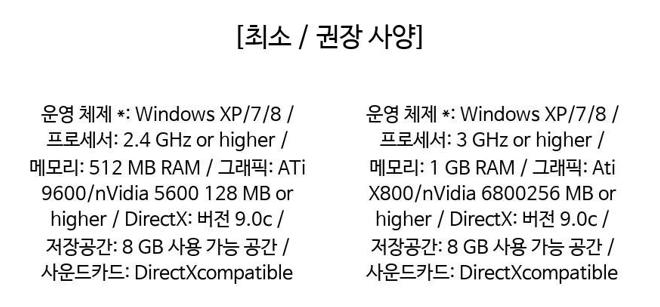 [최소 / 권장 사양]
운영 체제 *: Windows XP/7/8 /
프로세서: 2.4 GHz or higher /
메모리: 512 MB RAM / 그래픽: ATi
9600/nVidia 5600 128 MB or
higher / DirectX: 버전 9.0c /
저장공간: 8 GB 사용 가능 공간 /
사운드카드: DirectXcompatible
운영 체제 *: Windows XP/7/8 /
프로세서: 3 GHz or higher /
메모리: 1 GB RAM / 그래픽: Ati
X800/nVidia 6800256 MB or
higher / DirectX: 버전 9.0c /
저장공간: 8 GB 사용 가능 공간 /
사운드카드: DirectXcompatible